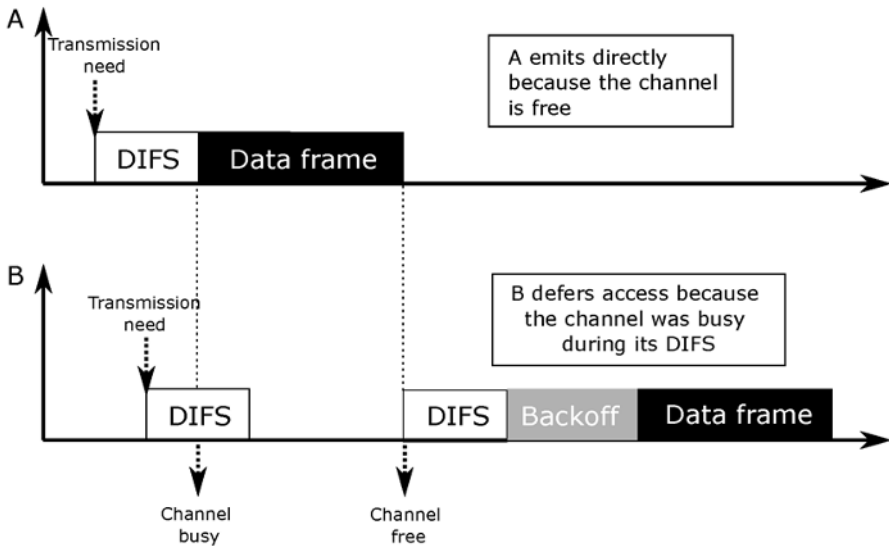 A
Transmission
need
A emits directly
because the channel
is free
DIFS
Data frame
B
Transmission
need
B defers access because
the channel was busy
during its DIFS
DIFS
DIFS
Backoff
Data frame
Channel
busy
Channel
free